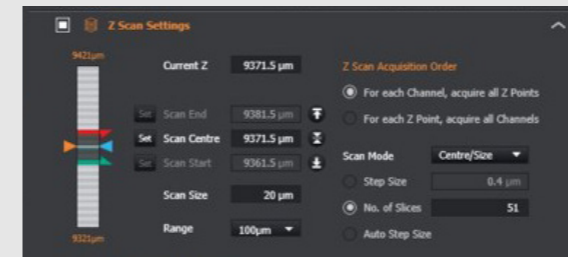 Z Scan Settings
9421µm
Current Z 9371.5 µm
Set Scan End 9381.5 µm
Set Scan Centre 9371.5 µm
Set Scan Start 9361.5 µm
Scan Size 20 µm
Range 100µm
9321µm
Z Scan Acquisition Order
For each Channel, acquire all Z Points
For each Z Point, acquire all Channels
Scan Mode Centre/Size
Step Size 0.4 µm
No. of Slices 51
Auto Step Size